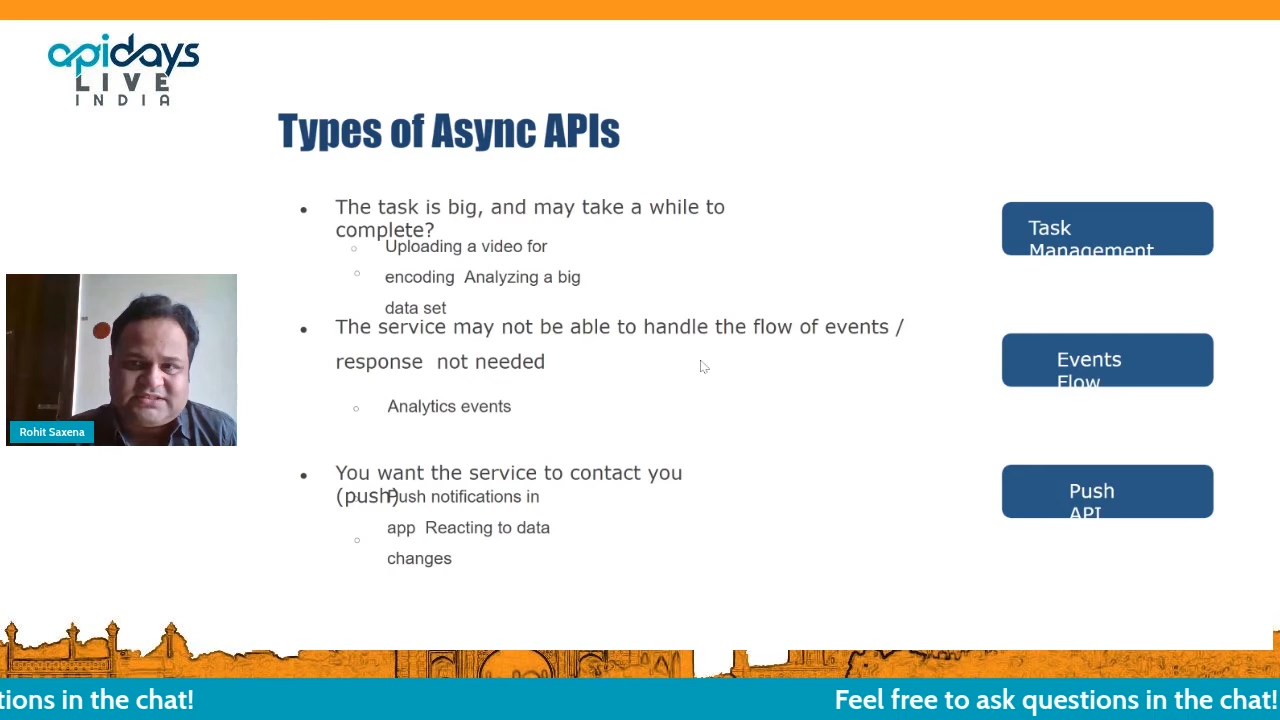 apidays
LIVE
INDIA
Types of Async APIs
The task is big, and may take a while to
complete?
Uploading a video for
encoding Analyzing a big
data set
Task
Management
The service may not be able to handle the flow of events /
response not needed
Analytics events
Events
Flow
You want the service to contact you
(push)
Push notifications in
app Reacting to data
changes
Push
API
Rohit Saxena
tions in the chat!
Feel free to ask questions in the chat!